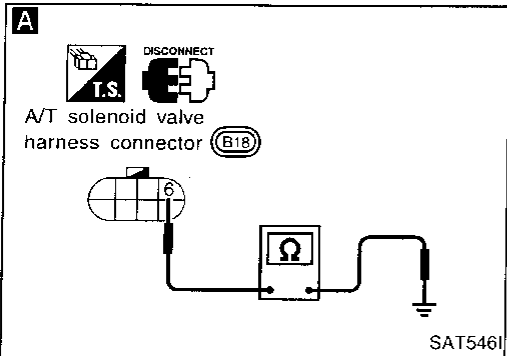 A
DISCONNECT
T.S.
A/T solenoid valve
harness connector B18
6
Ω
SAT546I